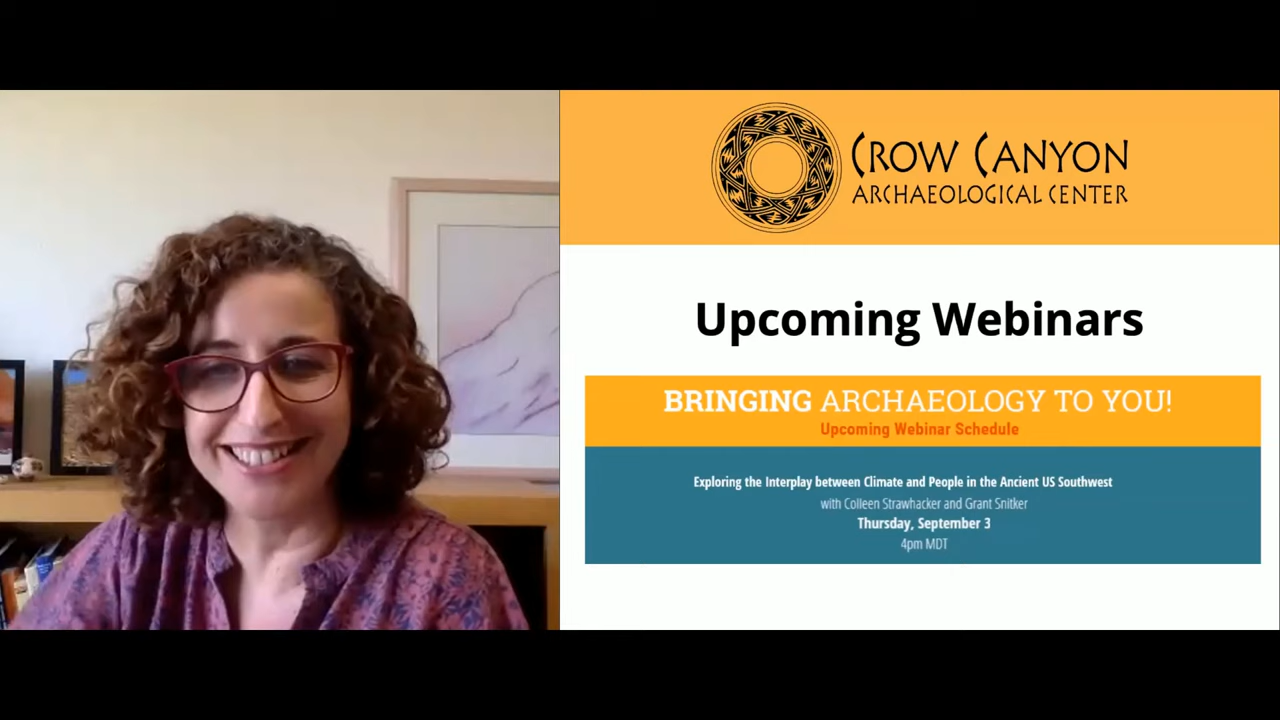 CROW CANYON
ARCHAEOLOGICAL CENTER
Upcoming Webinars
BRINGING ARCHAEOLOGY TO YOU!
Upcoming Webinar Schedule
Exploring the Interplay between Climate and People in the Ancient US Southwest
with Colleen Strawhacker and Grant Snitker
Thursday, September 3
4pm MDT